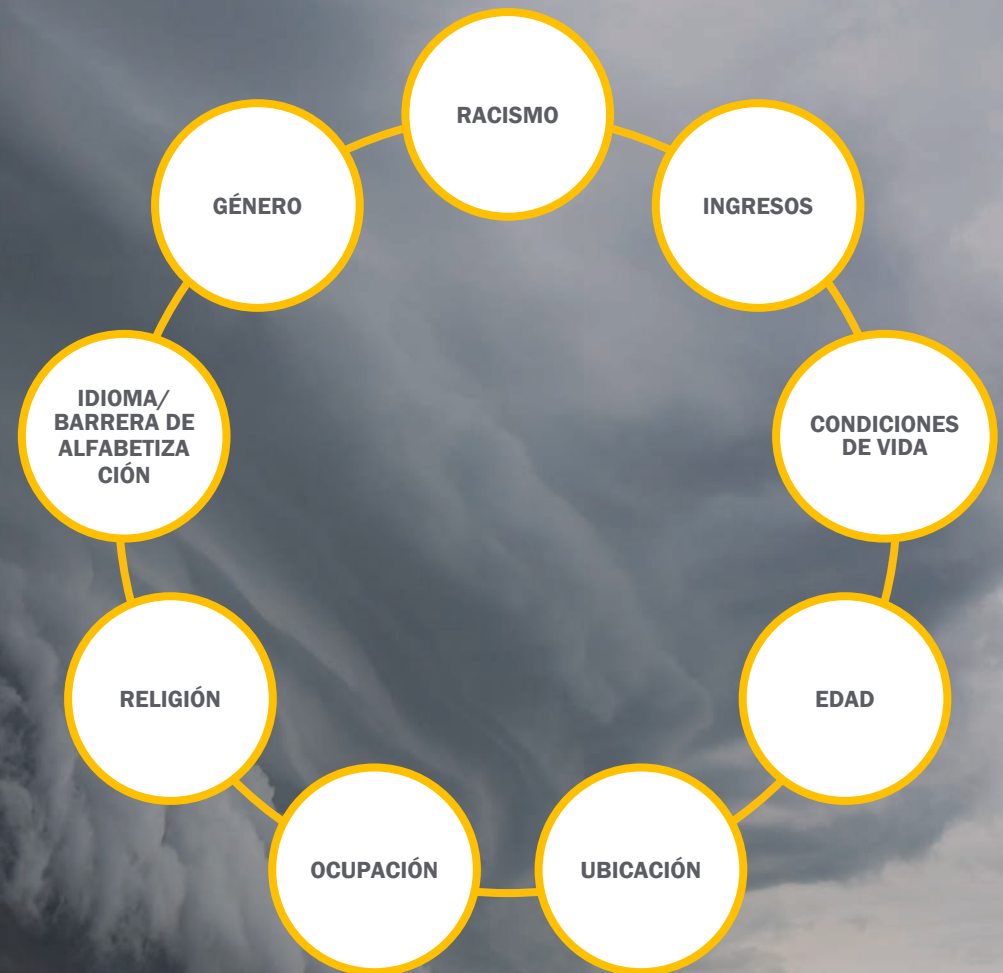 RACISMO
INGRESOS
CONDICIONES
DE VIDA
EDAD
UBICACIÓN
OCUPACIÓN
RELIGIÓN
IDIOMA/
BARRERA DE
ALFABETIZA
CIÓN
GÉNERO